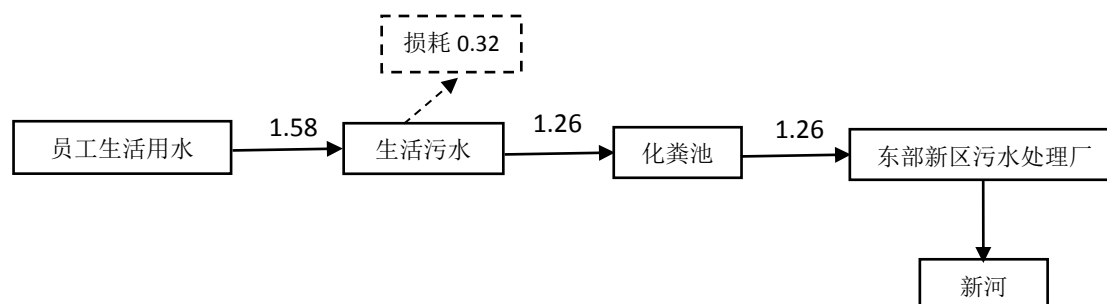 损耗 0.32
员工生活用水
1.58
生活污水
1.26
化粪池
1.26
东部新区污水处理厂
新河